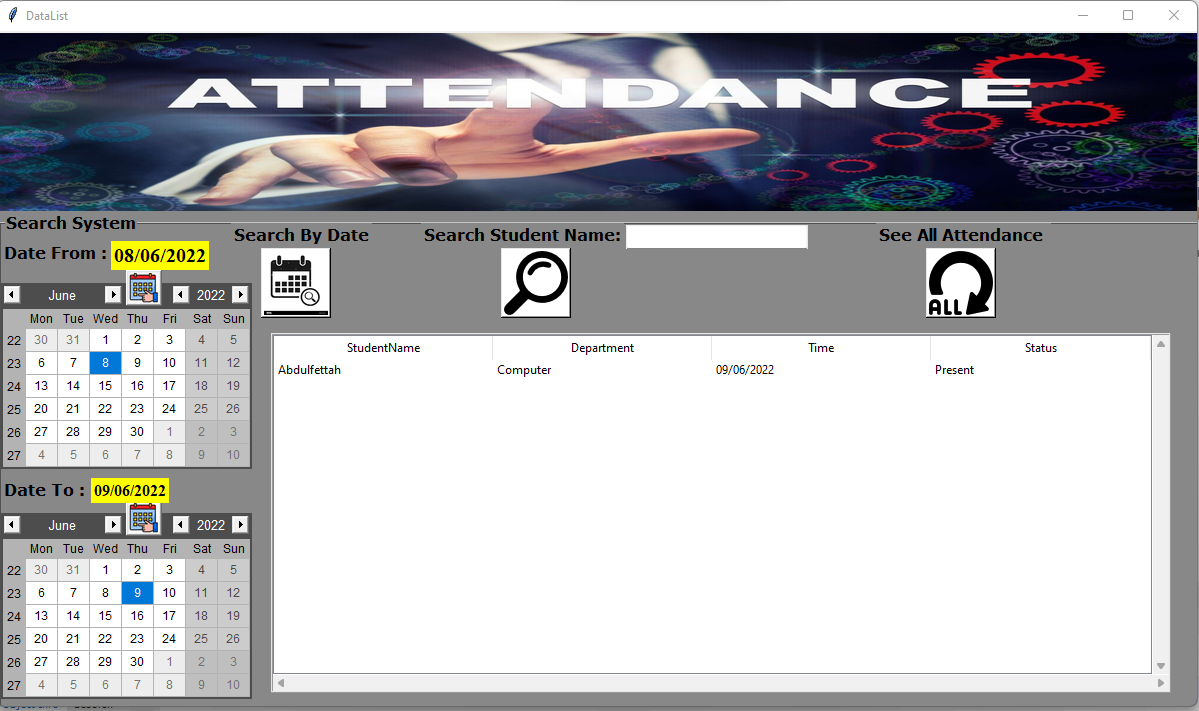 DataList
ATTENDANCE
Search System
Date From : 08/06/2022
Search By Date
Search Student Name:
See All Attendance
ALL
June 2022
Mon Tue Wed Thu Fri Sat Sun
22 30 31 1 2 3 4 5
23 6 7 8 9 10 11 12
24 13 14 15 16 17 18 19
25 20 21 22 23 24 25 26
26 27 28 29 30 1 2 3
27 4 5 6 7 8 9 10
StudentName Department Time Status
Abdulfettah Computer 09/06/2022 Present
Date To : 09/06/2022
June 2022
Mon Tue Wed Thu Fri Sat Sun
22 30 31 1 2 3 4 5
23 6 7 8 9 10 11 12
24 13 14 15 16 17 18 19
25 20 21 22 23 24 25 26
26 27 28 29 30 1 2 3
27 4 5 6 7 8 9 10